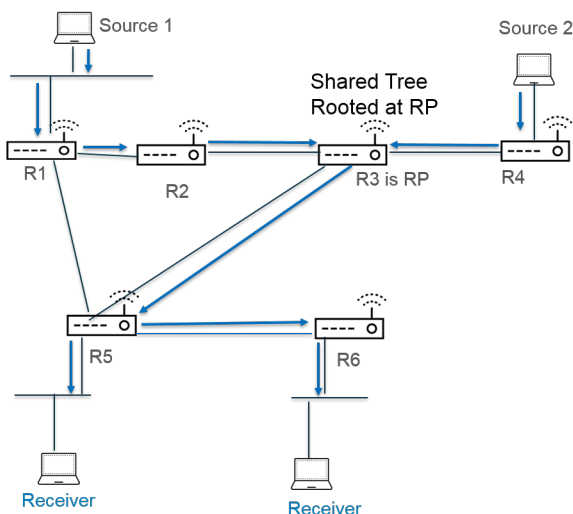 Source 1
Source 2
Shared Tree
Rooted at RP
R1
R2
R3 is RP
R4
R5
R6
Receiver
Receiver